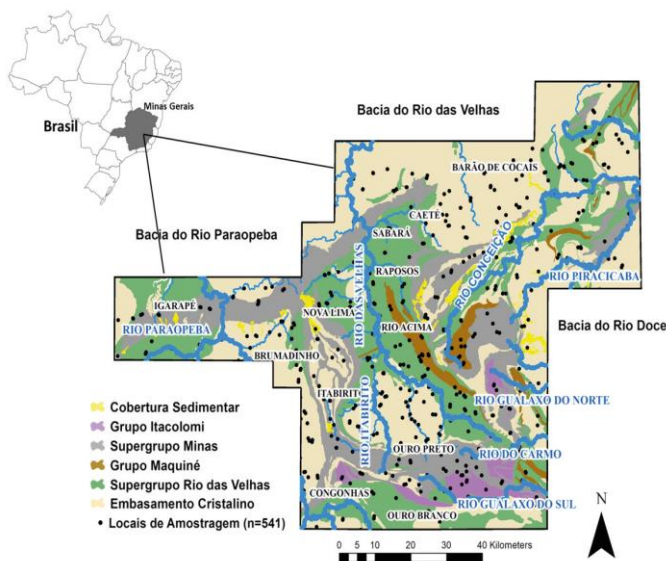 Minas Gerais
Brasil
Bacia do Rio das Velhas
BARÃO DE COCAIS
CAETÉ
SABARÁ
Bacia do Rio Paraopeba
RIO CONCEIÇÃO
RAPOSOS
RIO DAS VELHAS
RIO PIRACICABA
IGARAPÉ
NOVA LIMA
RIO PARAOPEBA
RIO ACIMA
Bacia do Rio Doce
BRUMADINHO
ITABIRITO
RIO GUALAXO DO NORTE
RIO ITABIRITO
OURO PRETO
RIO DO CARMO
CONGONHAS
RIO GUALAXO DO SUL
OURO BRANCO
Cobertura Sedimentar
Grupo Itacolomi
Supergrupo Minas
Grupo Maquiné
Supergrupo Rio das Velhas
Embasamento Cristalino
Locais de Amostragem (n=541)
N
0 5 10 20 30 40 Kilometers